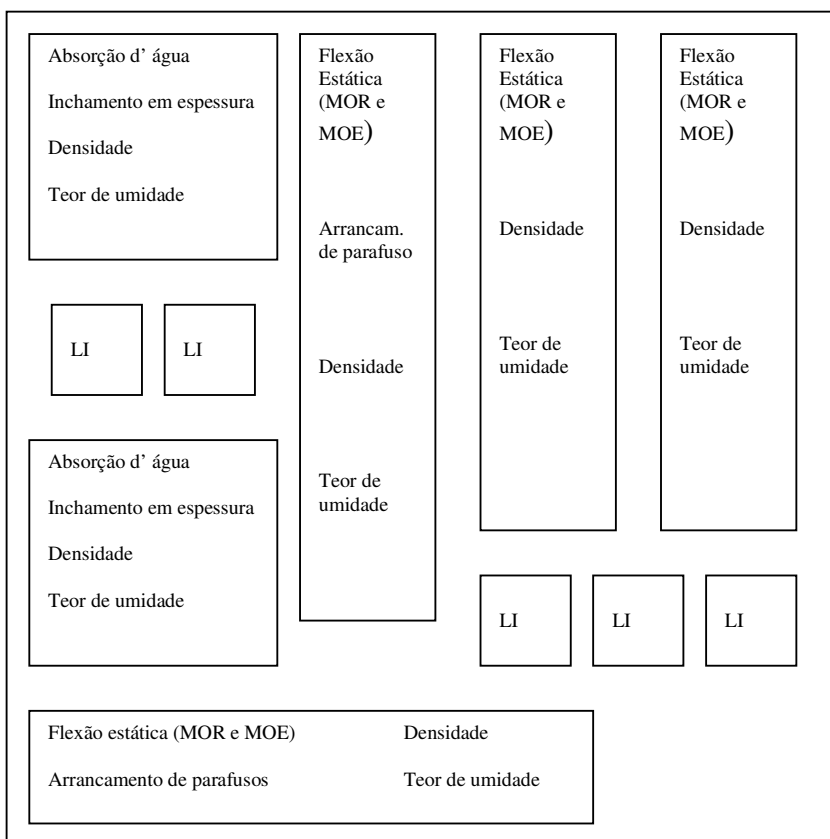 Absorção d' água
Inchamento em espessura
Densidade
Teor de umidade
Flexão
Estática
(MOR e
MOE)
Arrancam.
de parafuso
Densidade
Teor de
umidade
Flexão
Estática
(MOR e
MOE)
Densidade
Teor de
umidade
Flexão
Estática
(MOR e
MOE)
Densidade
Teor de
umidade
LI
LI
Absorção d' água
Inchamento em espessura
Densidade
Teor de umidade
LI
LI
LI
Flexão estática (MOR e MOE)
Densidade
Arrancamento de parafusos
Teor de umidade